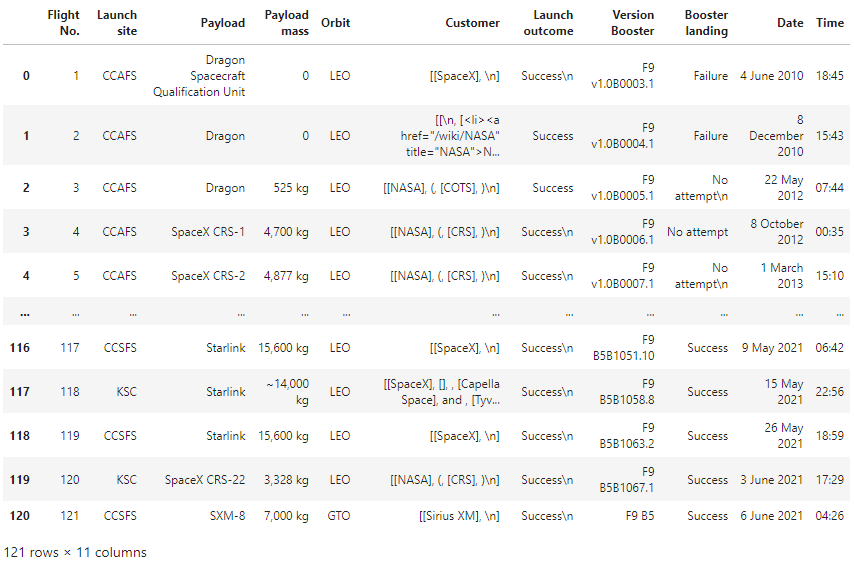 Flight No. Launch site Payload Payload mass Orbit Customer Launch outcome Version Booster Booster landing Date Time
0 1 CCAFS Dragon Spacecraft Qualification Unit 0 LEO [[SpaceX], \n] Success\n F9 v1.0B0003.1 Failure 4 June 2010 18:45
1 2 CCAFS Dragon 0 LEO [[\n, [<li><a href="/wiki/NASA" title="NASA">N... Success F9 v1.0B0004.1 Failure 8 December 2010 15:43
2 3 CCAFS Dragon 525 kg LEO [[NASA], (, [COTS], )\n] Success F9 v1.0B0005.1 No attempt\n 22 May 2012 07:44
3 4 CCAFS SpaceX CRS-1 4,700 kg LEO [[NASA], (, [CRS], )\n] Success\n F9 v1.0B0006.1 No attempt 8 October 2012 00:35
4 5 CCAFS SpaceX CRS-2 4,877 kg LEO [[NASA], (, [CRS], )\n] Success\n F9 v1.0B0007.1 No attempt\n 1 March 2013 15:10
... ... ... ... ... ... ... ... ... ... ... ...
116 117 CCSFS Starlink 15,600 kg LEO [[SpaceX], \n] Success\n F9 B5B1051.10 Success 9 May 2021 06:42
117 118 KSC Starlink ~14,000 kg LEO [[SpaceX], [], , [Capella Space], and , [Tyv... Success\n F9 B5B1058.8 Success 15 May 2021 22:56
118 119 CCSFS Starlink 15,600 kg LEO [[SpaceX], \n] Success\n F9 B5B1063.2 Success 26 May 2021 18:59
119 120 KSC SpaceX CRS-22 3,328 kg LEO [[NASA], (, [CRS], )\n] Success\n F9 B5B1067.1 Success 3 June 2021 17:29
120 121 CCSFS SXM-8 7,000 kg GTO [[Sirius XM], \n] Success\n F9 B5 Success 6 June 2021 04:26
121 rows × 11 columns